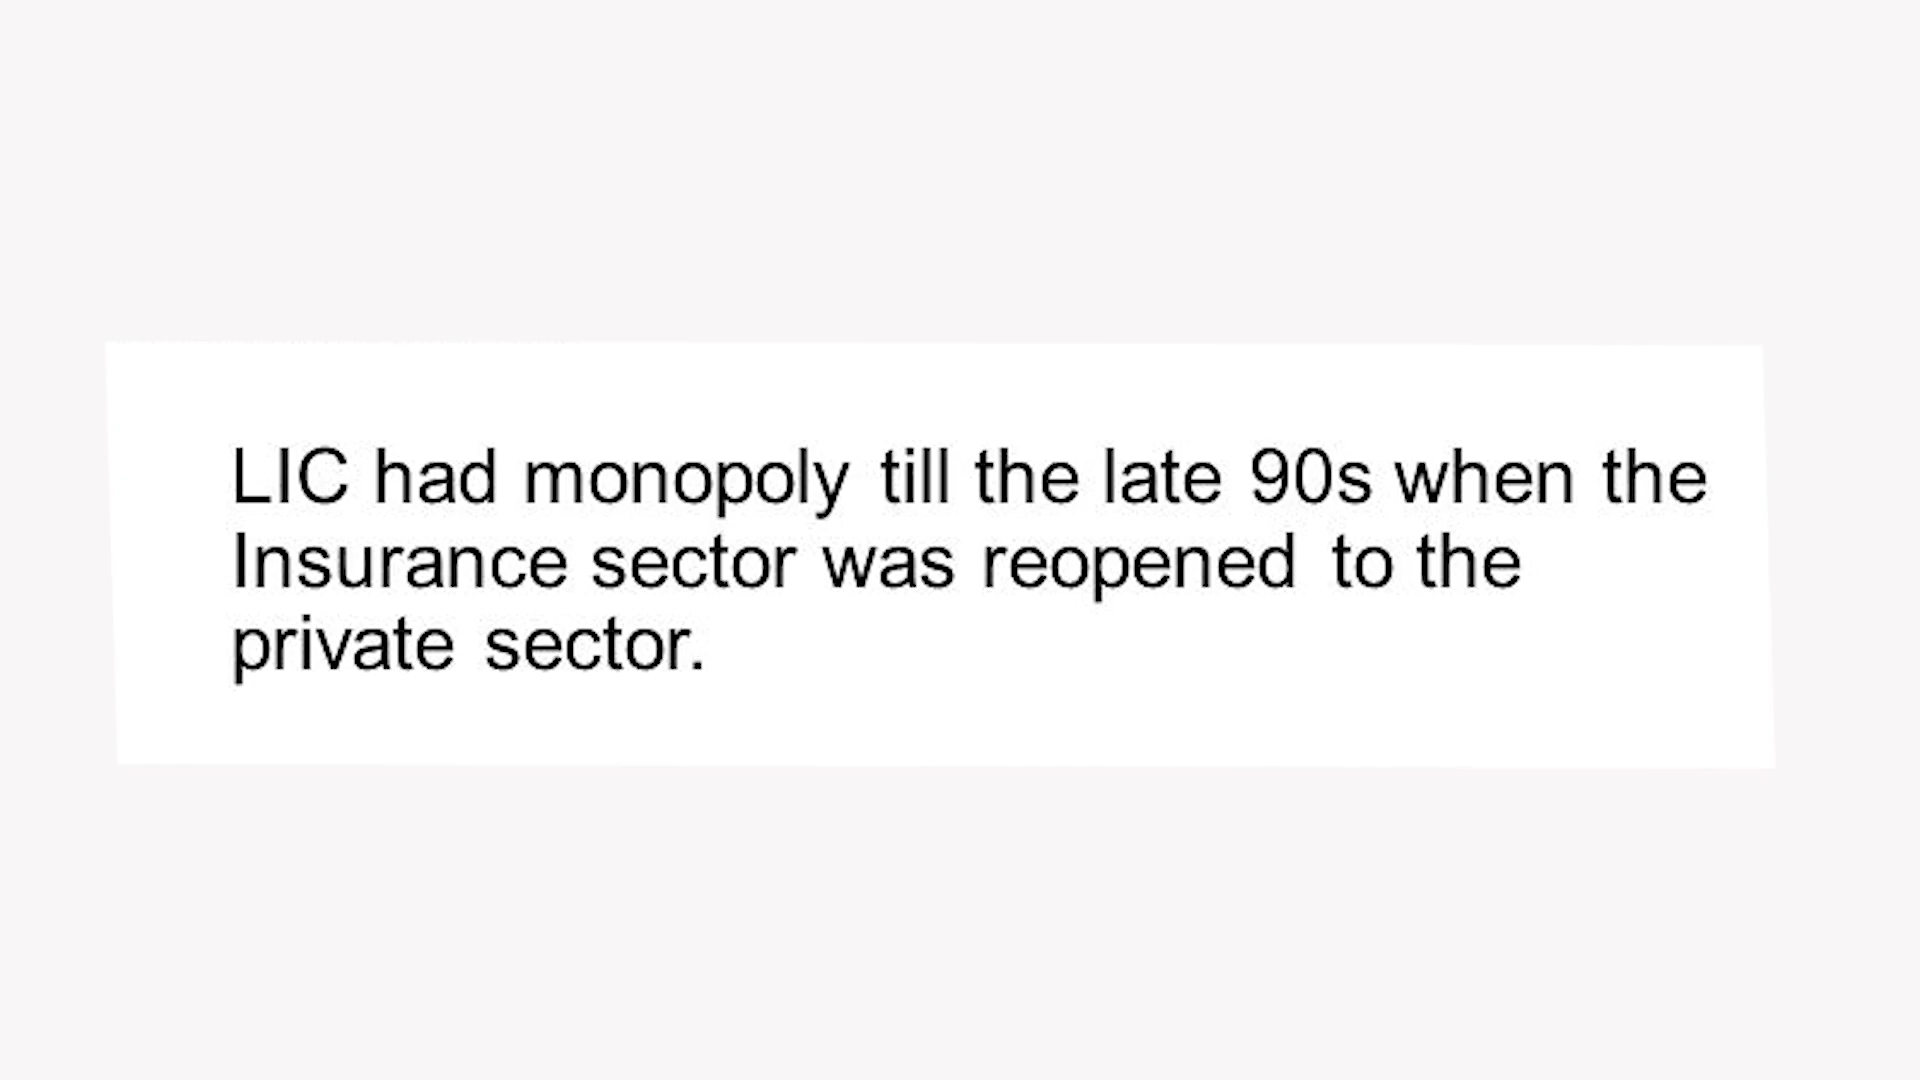 LIC had monopoly till the late 90s when the
Insurance sector was reopened to the
private sector.